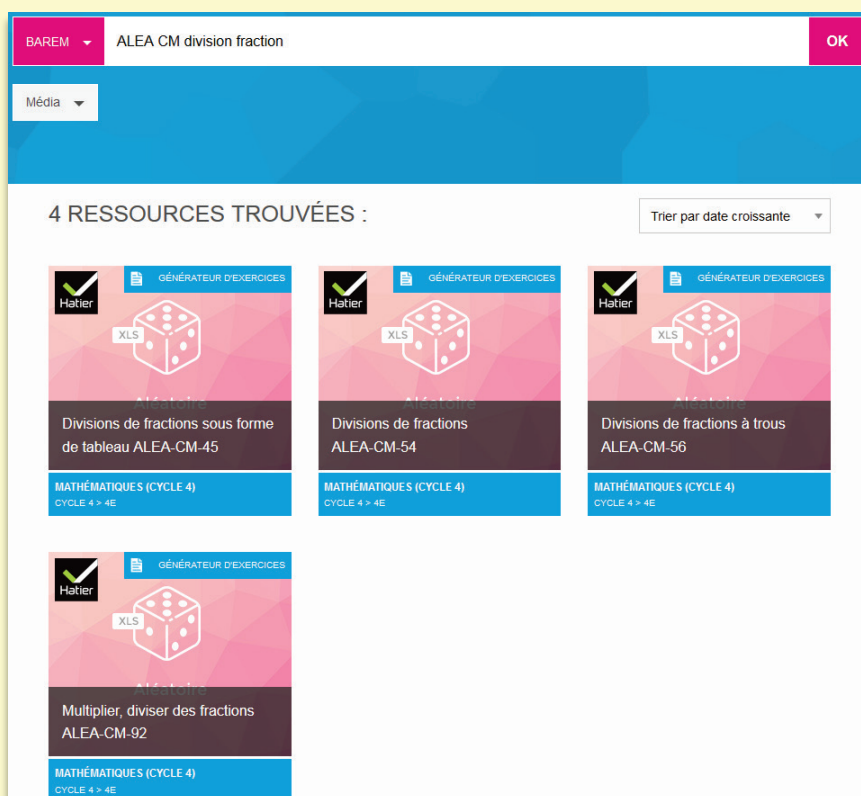 BAREM
ALEA CM division fraction
OK
Média
4 RESSOURCES TROUVÉES :
Trier par date croissante
Hatier
GÉNÉRATEUR D'EXERCICES
XLS
Aléatoire
Divisions de fractions sous forme
de tableau ALEA-CM-45
MATHÉMATIQUES (CYCLE 4)
CYCLE 4 > 4E
Hatier
GÉNÉRATEUR D'EXERCICES
XLS
Aléatoire
Divisions de fractions
ALEA-CM-54
MATHÉMATIQUES (CYCLE 4)
CYCLE 4 > 4E
Hatier
GÉNÉRATEUR D'EXERCICES
XLS
Aléatoire
Divisions de fractions à trous
ALEA-CM-56
MATHÉMATIQUES (CYCLE 4)
CYCLE 4 > 4E
Hatier
GÉNÉRATEUR D'EXERCICES
XLS
Aléatoire
Multiplier, diviser des fractions
ALEA-CM-92
MATHÉMATIQUES (CYCLE 4)
CYCLE 4 > 4E